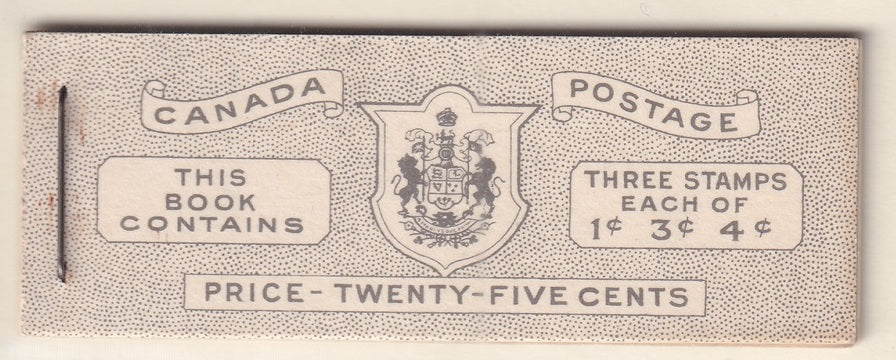 CANADA
POSTAGE
THIS
BOOK
CONTAINS
THREE STAMPS
EACH OF
1¢ 3¢ 4¢
PRICE - TWENTY-FIVE CENTS